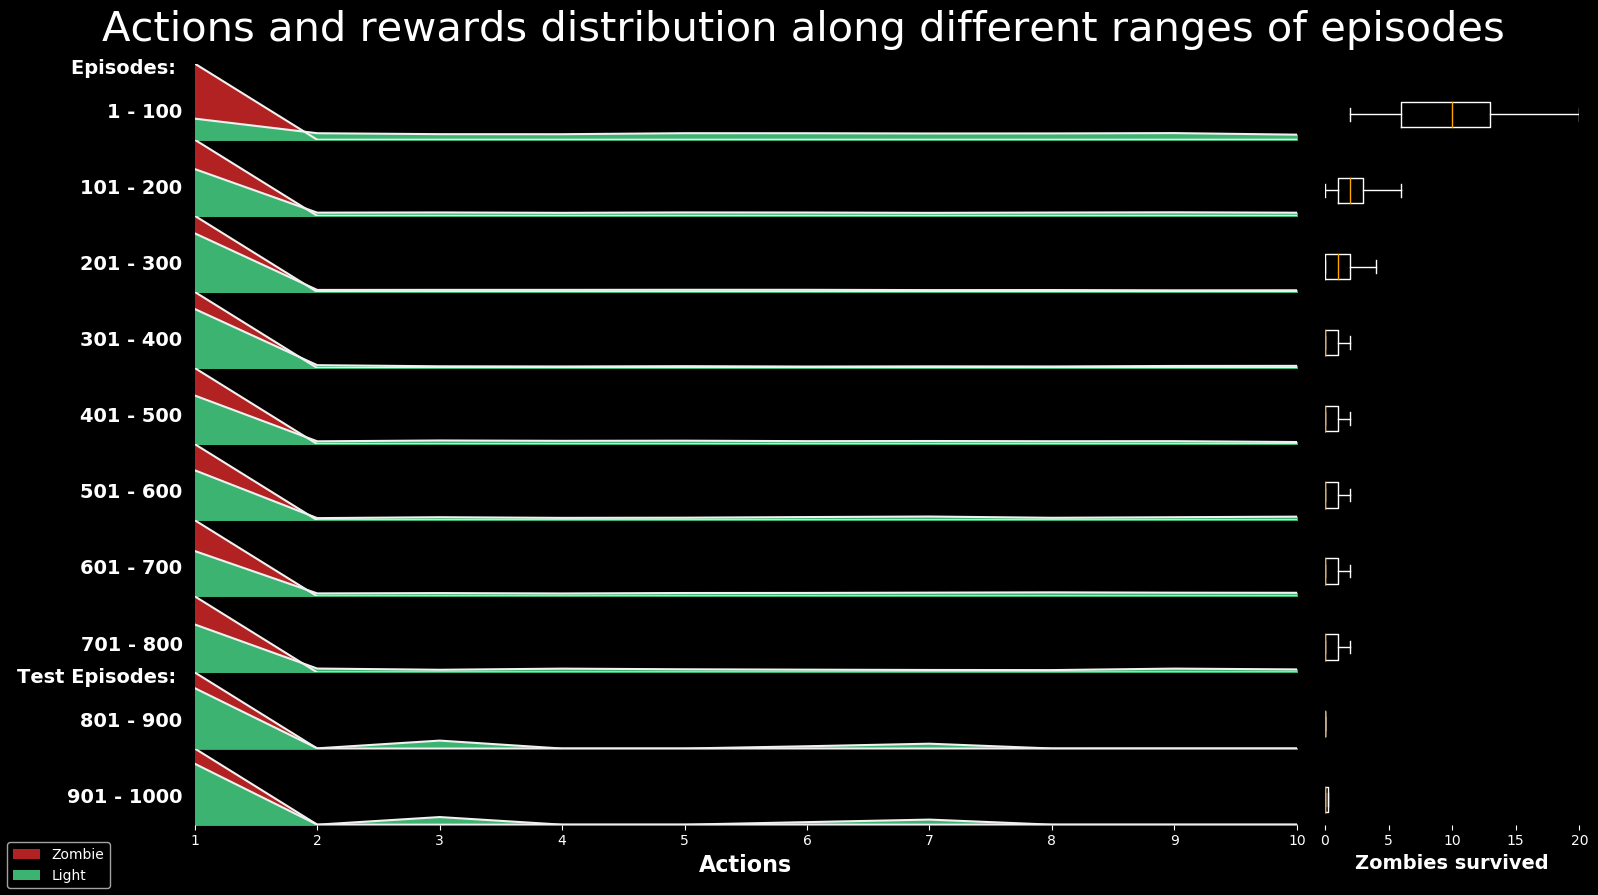 Actions and rewards distribution along different ranges of episodes
Episodes:
1 - 100
101 - 200
201 - 300
301 - 400
401 - 500
501 - 600
601 - 700
701 - 800
Test Episodes:
801 - 900
901 - 1000
1 2 3 4 5 6 7 8 9 10
Actions
0 5 10 15 20
Zombies survived
Zombie
Light